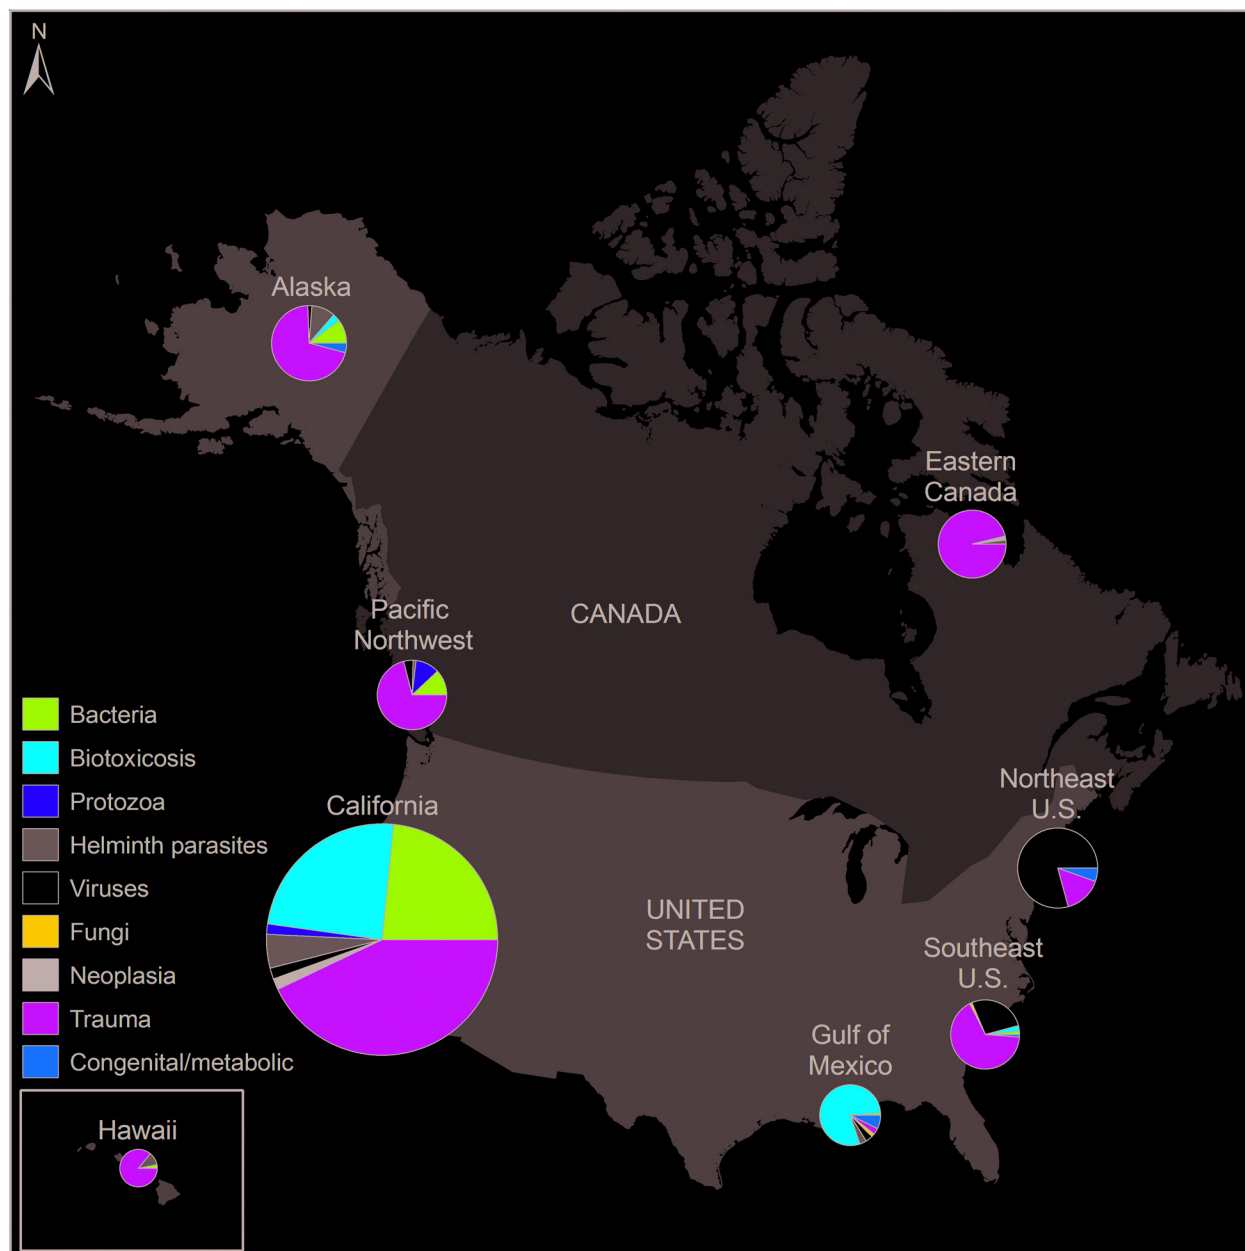 N
Alaska
Eastern
Canada
Pacific
Northwest
CANADA
Bacteria
Biotoxicosis
Protozoa
Helminth parasites
Viruses
Fungi
Neoplasia
Trauma
Congenital/metabolic
California
Northeast
U.S.
UNITED
STATES
Southeast
U.S.
Gulf of
Mexico
Hawaii